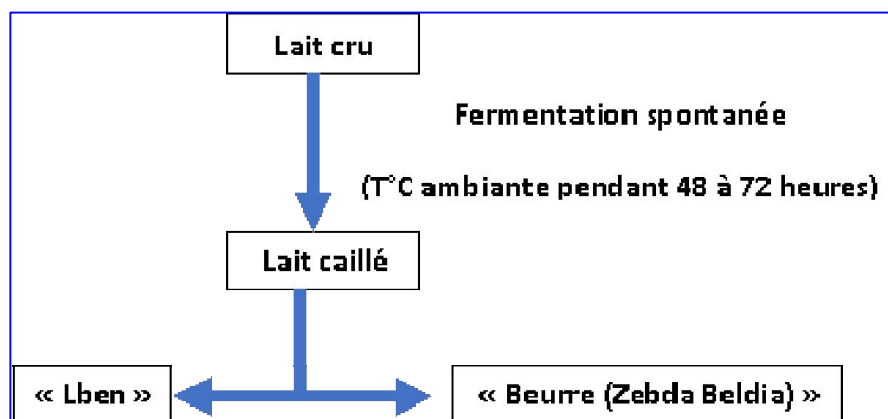 Lait cru
Fermentation spontanée
(T°C ambiante pendant 48 à 72 heures)
Lait caillé
« Lben »
« Beurre (Zebda Beldia) »